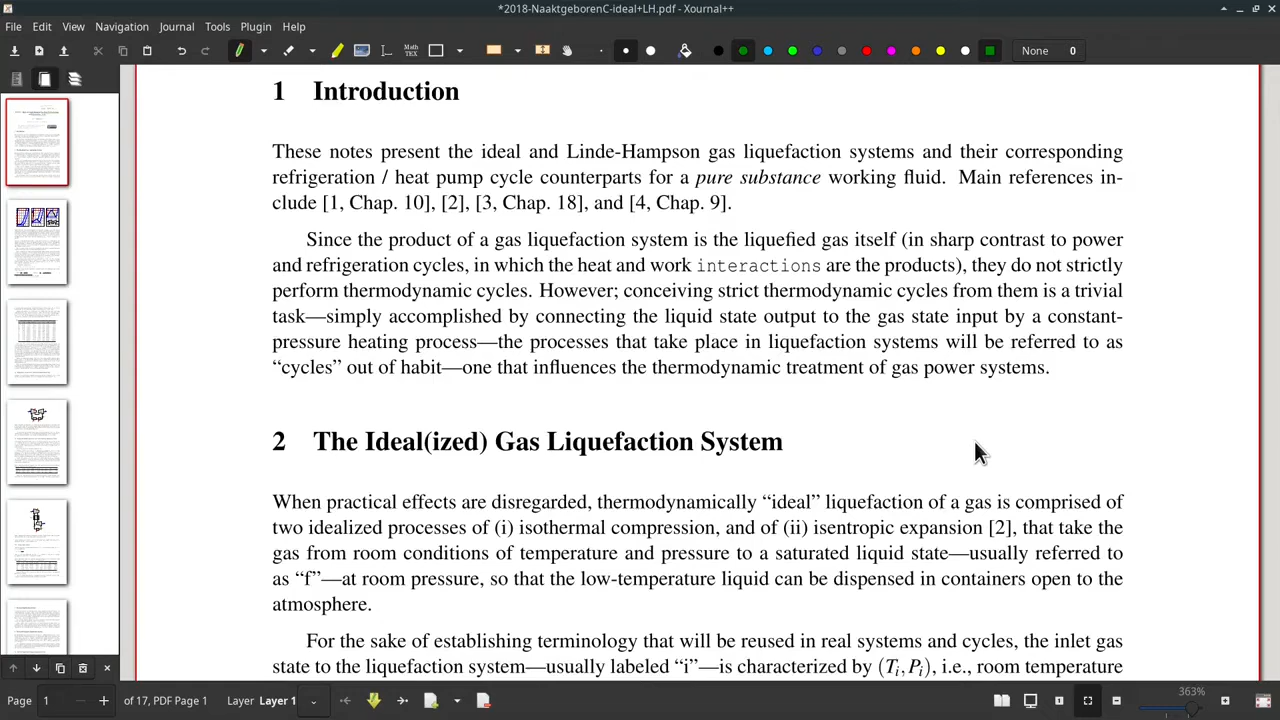 *2018-NaaktgeborenC-ideal+LH.pdf - Xournal++
File Edit View Navigation Journal Tools Plugin Help
Math TEX
None 0
1 Introduction
These notes present the ideal and Linde-Hampson gas liquefaction systems and their corresponding
refrigeration / heat pump cycle counterparts for a pure substance working fluid. Main references in-
clude [1, Chap. 10], [2], [3, Chap. 18], and [4, Chap. 9].
Since the product of a gas liquefaction system is the liquefied gas itself (in sharp contrast to power
and refrigeration cycles, in which the heat and work interactions are the products), they do not strictly
perform thermodynamic cycles. However; conceiving strict thermodynamic cycles from them is a trivial
task—simply accomplished by connecting the liquid state output to the gas state input by a constant-
pressure heating process—the processes that take place in liquefaction systems will be referred to as
“cycles” out of habit—one that influences the thermodynamic treatment of gas power systems.
2 The Ideal(ized) Gas Liquefaction System
When practical effects are disregarded, thermodynamically “ideal” liquefaction of a gas is comprised of
two idealized processes of (i) isothermal compression, and of (ii) isentropic expansion [2], that take the
gas from room conditions of temperature and pressure to a saturated liquid state—usually referred to
as “f”—at room pressure, so that the low-temperature liquid can be dispensed in containers open to the
atmosphere.
For the sake of establishing terminology that will be reused in real systems and cycles, the inlet gas
state to the liquefaction system—usually labeled “i”—is characterized by (Ti,Pi), i.e., room temperature
Page 1 of 17, PDF Page 1 Layer Layer 1 363%